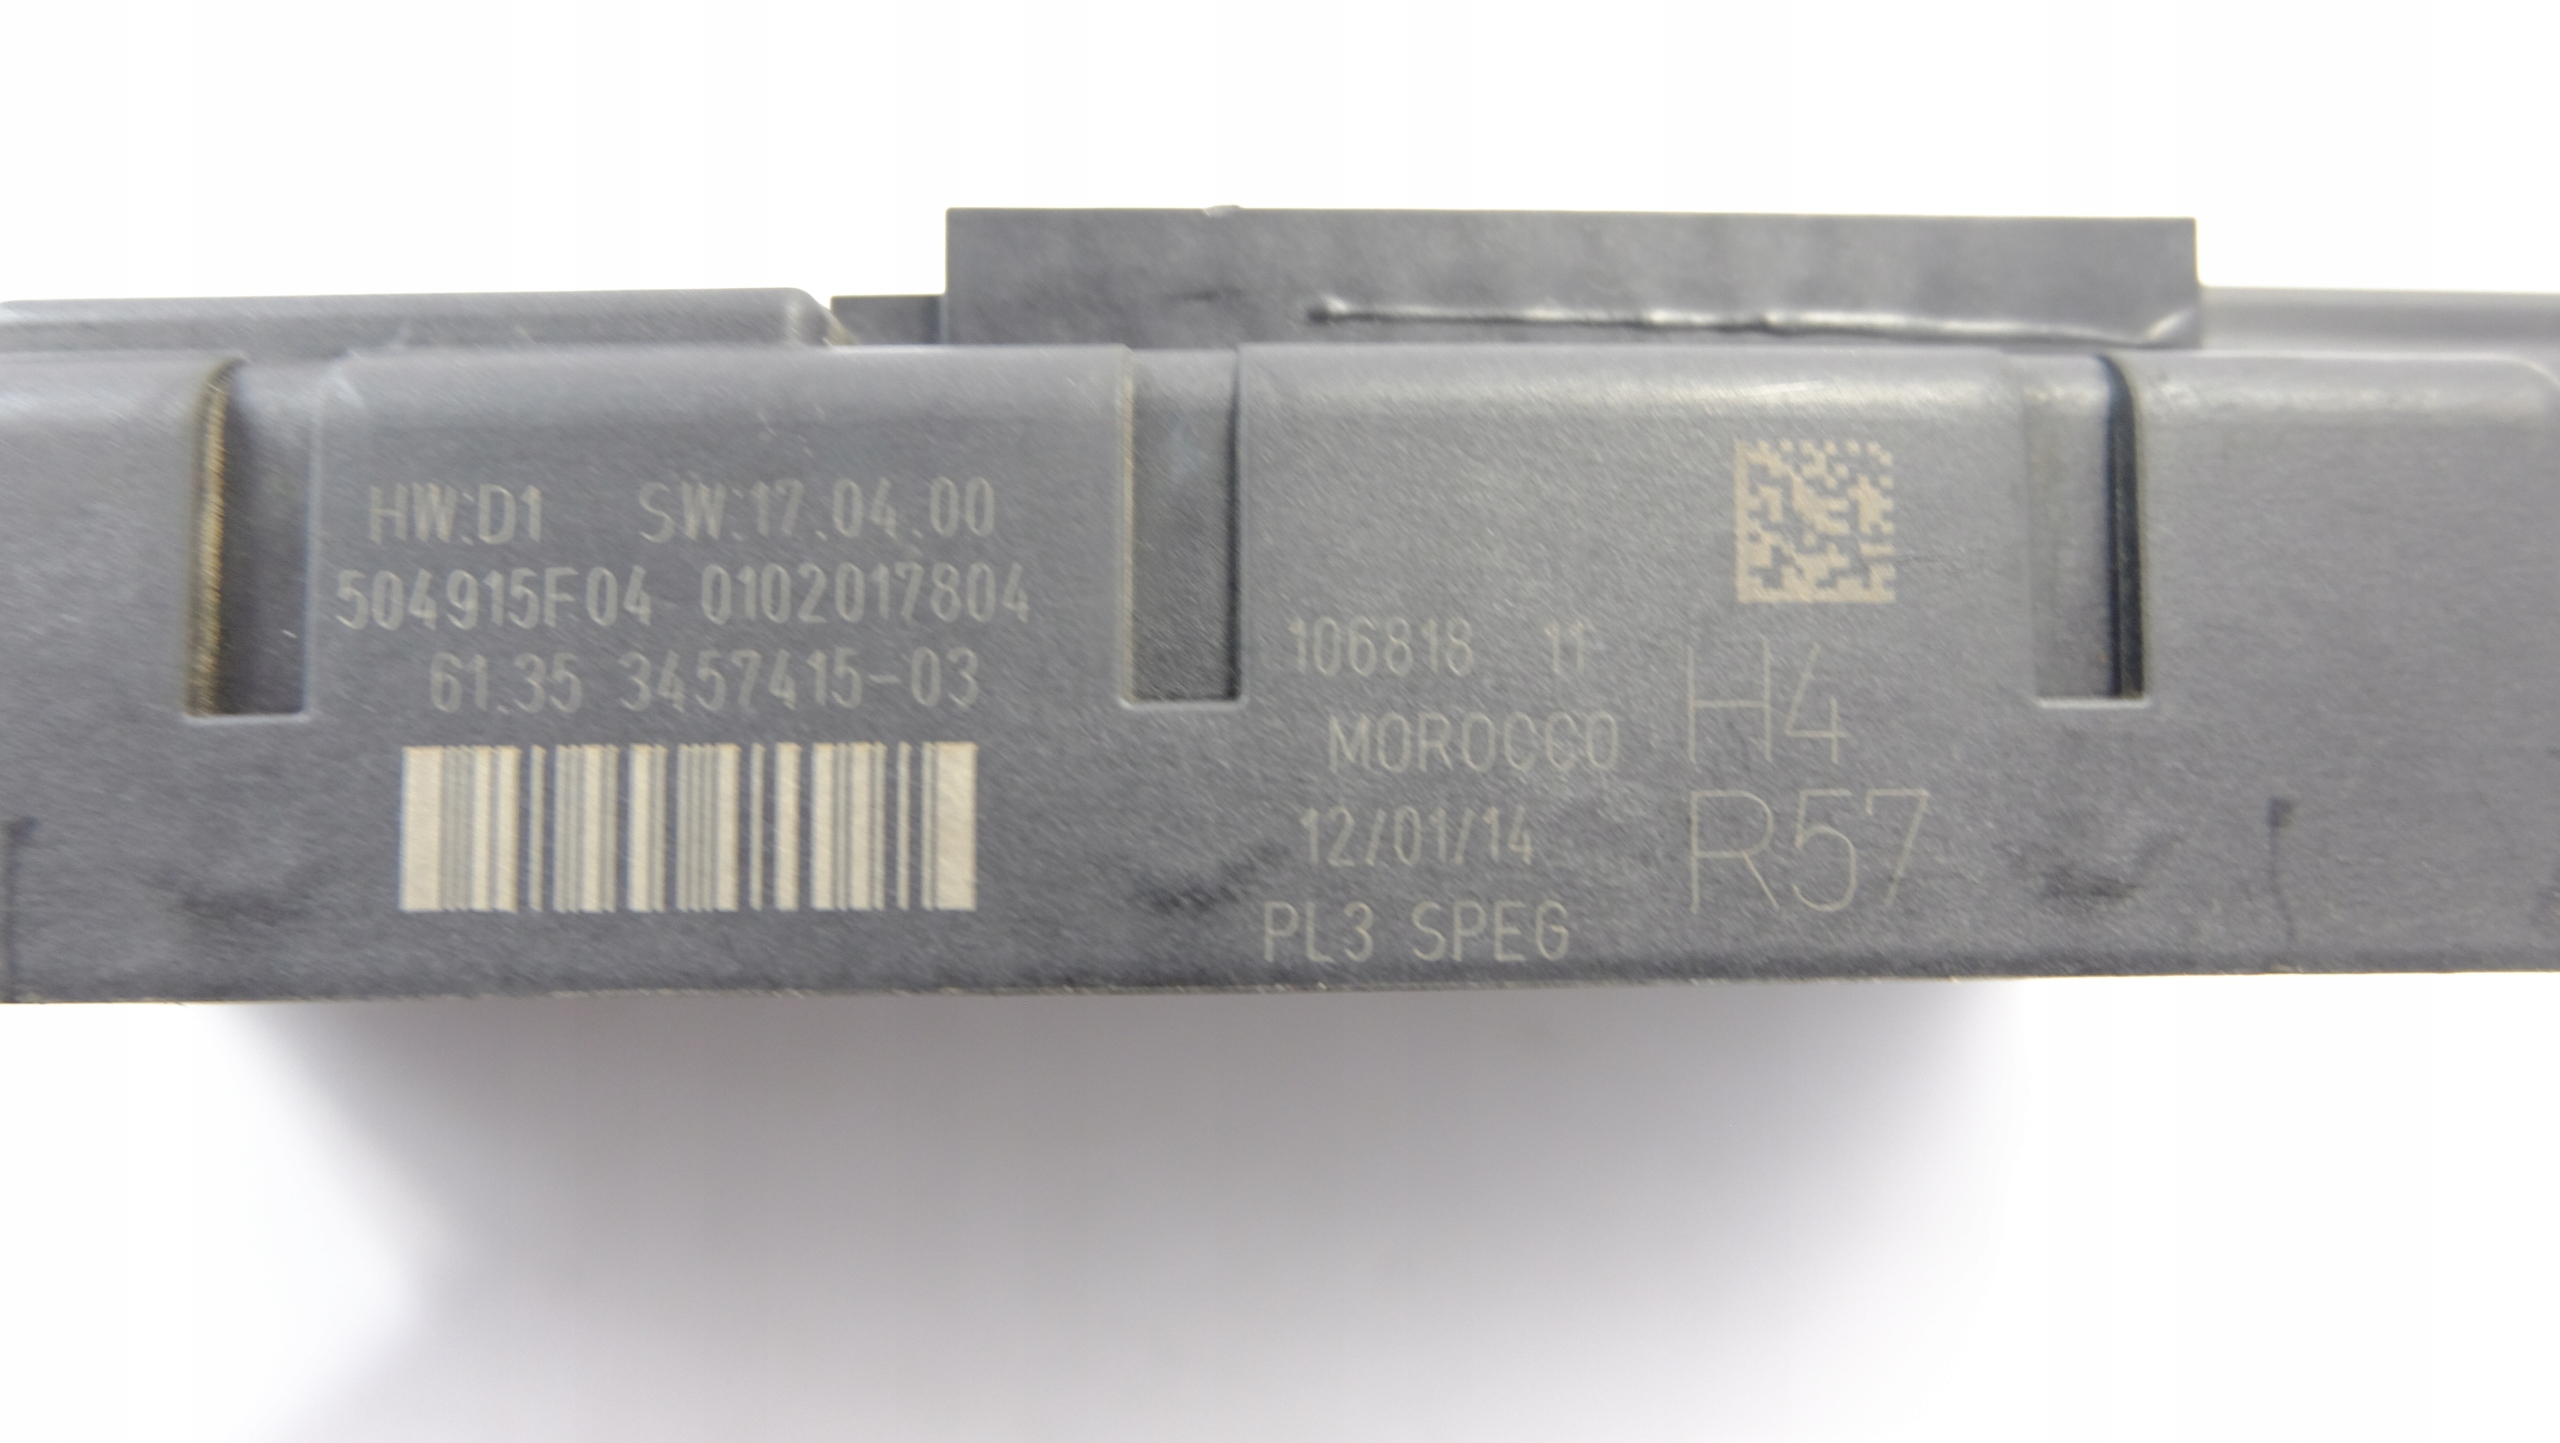 HW:D1 SW:17.04.00
504915F04 0102017804
61.35 3457415-03
106818 11
MOROCCO
12/01/14
PL3 SPEG
H4
R57